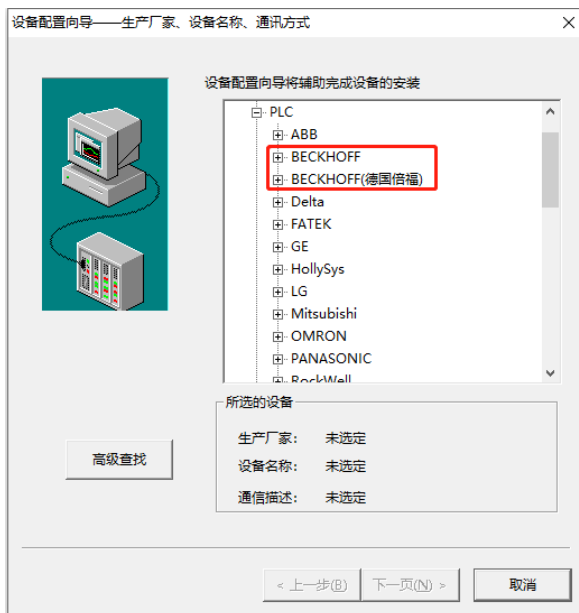 设备配置向导——生产厂家、设备名称、通讯方式
设备配置向导将辅助完成设备的安装
PLC
ABB
BECKHOFF
BECKHOFF(德国倍福)
Delta
FATEK
GE
HollySys
LG
Mitsubishi
OMRON
PANASONIC
RockWell
所选的设备
生产厂家: 未选定
设备名称: 未选定
通信描述: 未选定
高级查找
< 上一步(B) 下一页(N) > 取消